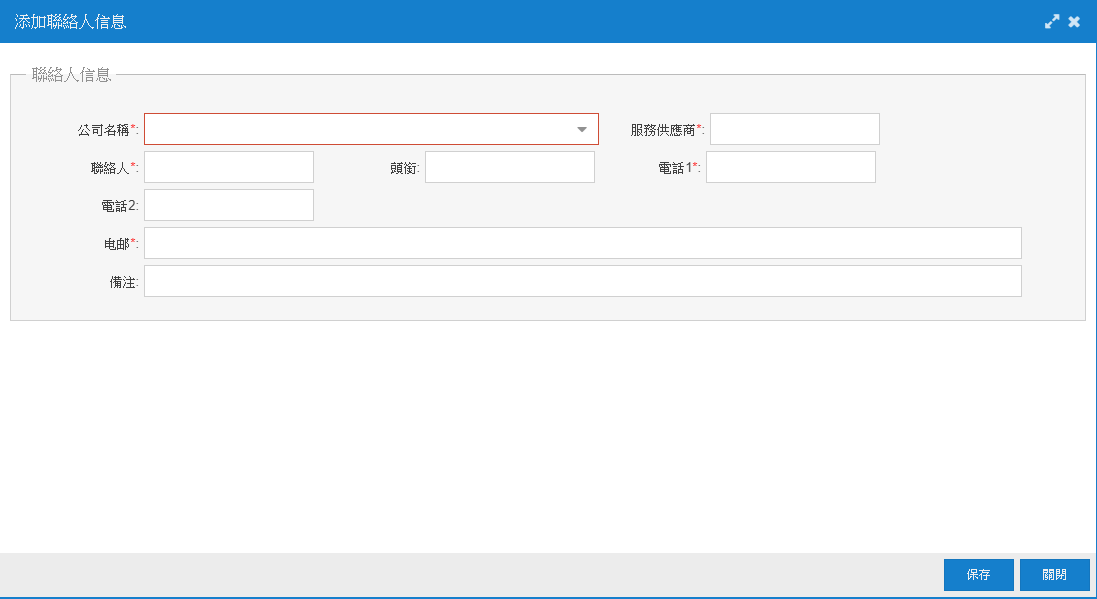 添加聯絡人信息
聯絡人信息
公司名稱*: 服務供應商*:
聯絡人*: 頭銜: 電話1*:
電話2:
电邮*:
備注:
保存 關閉